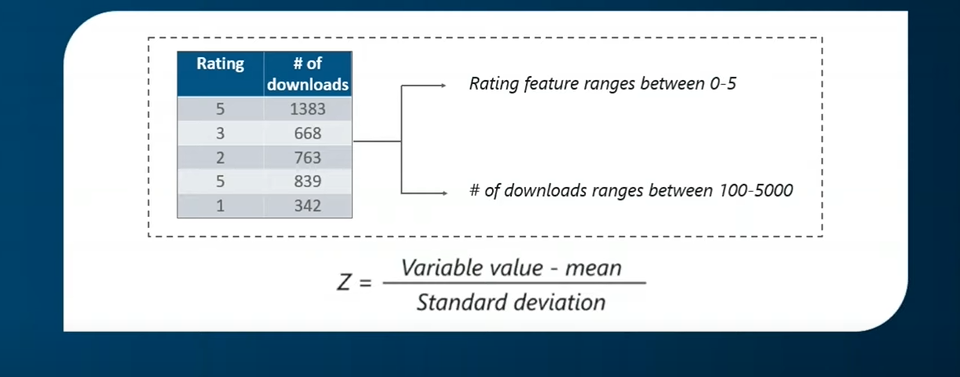 Rating # of downloads
5 1383
3 668
2 763
5 839
1 342
Rating feature ranges between 0-5
# of downloads ranges between 100-5000
Z = Variable value - mean
Standard deviation